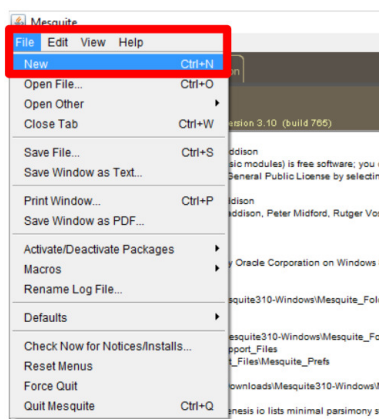 Mesquite
File Edit View Help
New Ctrl+N
Open File... Ctrl+O
Open Other
Close Tab Ctrl+W
ersion 3.10 (build 765)
Save File... Ctrl+S
ddison
sic modules) is free software; you
Save Window as Text...
General Public License by selectin
Print Window... Ctrl+P
ddison
addison, Peter Midford, Rutger Vos
Save Window as PDF...
Activate/Deactivate Packages
y Oracle Corporation on Windows
Macros
Rename Log File...
squite310-Windows\Mesquite_Fol
Defaults
esquite310-Windows\Mesquite_Fo
Check Now for Notices/Installs...
pport_Files
t_Files\Mesquite_Prefs
Reset Menus
Force Quit
ownloads\Mesquite310-Windows\
Quit Mesquite Ctrl+Q
enesis io lists minimal parsimony s